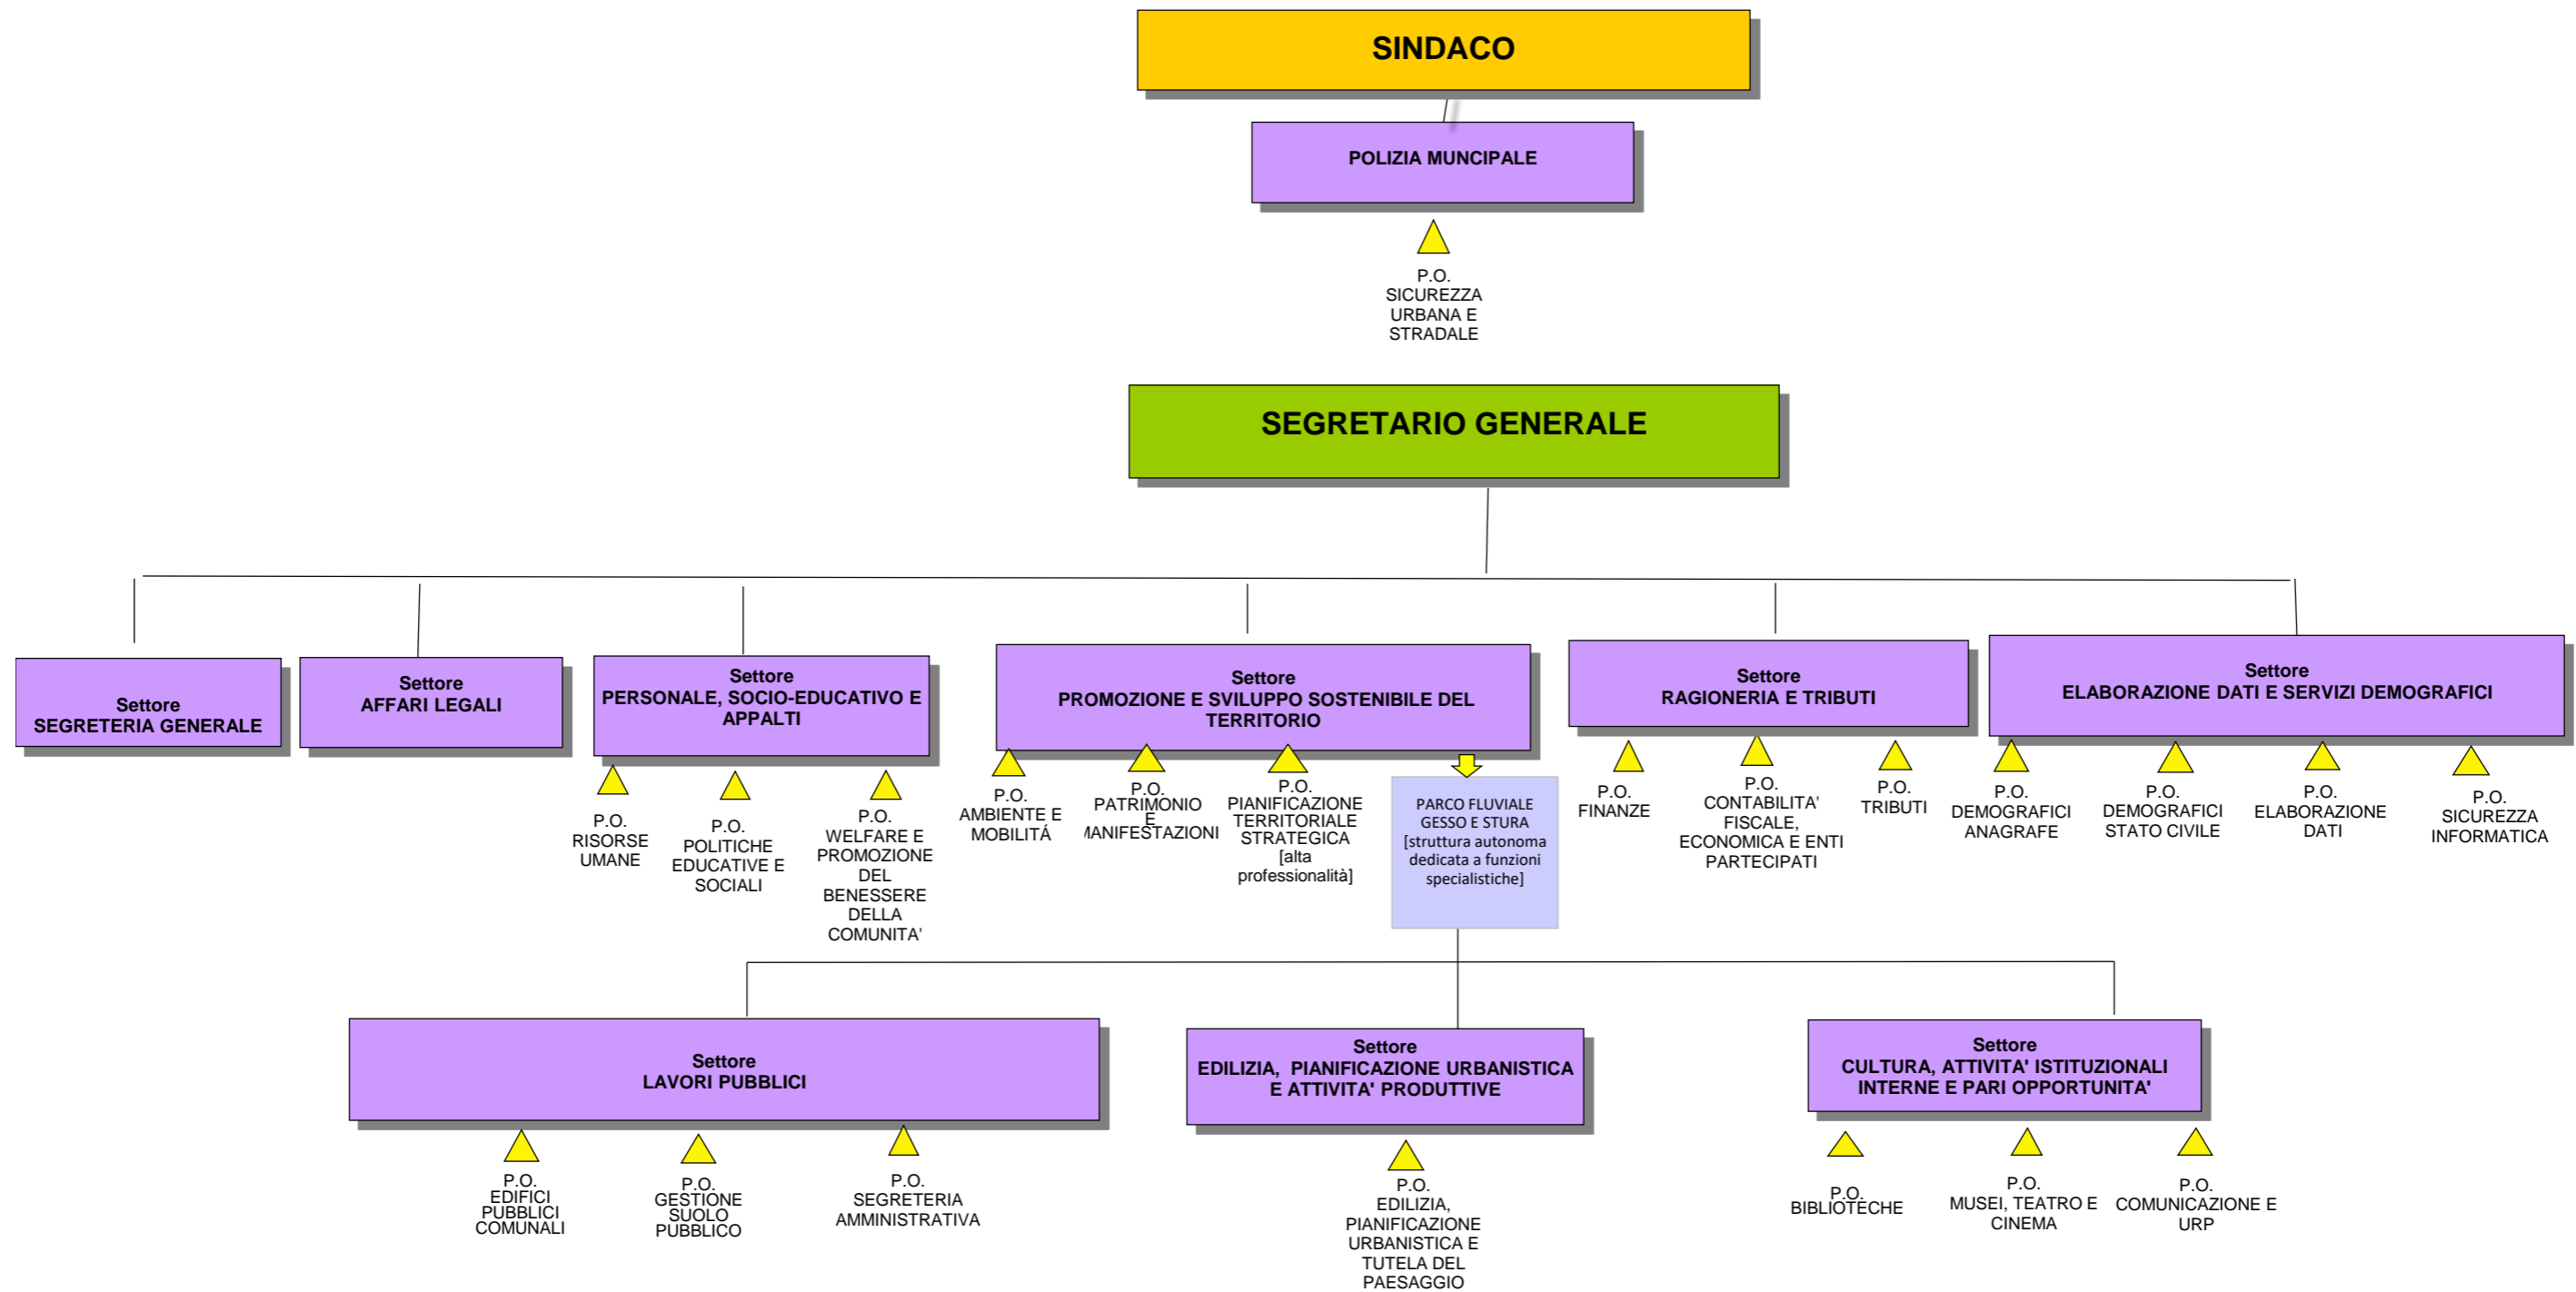 SINDACO
POLIZIA MUNCIPALE
P.O.
SICUREZZA
URBANA E
STRADALE
SEGRETARIO GENERALE
Settore
SEGRETERIA GENERALE
Settore
AFFARI LEGALI
Settore
PERSONALE, SOCIO-EDUCATIVO E
APPALTI
Settore
PROMOZIONE E SVILUPPO SOSTENIBILE DEL
TERRITORIO
Settore
RAGIONERIA E TRIBUTI
Settore
ELABORAZIONE DATI E SERVIZI DEMOGRAFICI
P.O.
RISORSE
UMANE
P.O.
POLITICHE
EDUCATIVE E
SOCIALI
P.O.
WELFARE E
PROMOZIONE
DEL
BENESSERE
DELLA
COMUNITA'
P.O.
AMBIENTE E
MOBILITÁ
P.O.
PATRIMONIO
E
MANIFESTAZIONI
P.O.
PIANIFICAZIONE
TERRITORIALE
STRATEGICA
[alta
professionalità]
PARCO FLUVIALE
GESSO E STURA
[struttura autonoma
dedicata a funzioni
specialistiche]
P.O.
FINANZE
P.O.
CONTABILITA'
FISCALE,
ECONOMICA E ENTI
PARTECIPATI
P.O.
TRIBUTI
P.O.
DEMOGRAFICI
ANAGRAFE
P.O.
DEMOGRAFICI
STATO CIVILE
P.O.
ELABORAZIONE
DATI
P.O.
SICUREZZA
INFORMATICA
Settore
LAVORI PUBBLICI
Settore
EDILIZIA, PIANIFICAZIONE URBANISTICA
E ATTIVITA' PRODUTTIVE
Settore
CULTURA, ATTIVITA' ISTITUZIONALI
INTERNE E PARI OPPORTUNITA'
P.O.
EDIFICI
PUBBLICI
COMUNALI
P.O.
GESTIONE
SUOLO
PUBBLICO
P.O.
SEGRETERIA
AMMINISTRATIVA
P.O.
EDILIZIA,
PIANIFICAZIONE
URBANISTICA E
TUTELA DEL
PAESAGGIO
P.O.
BIBLIOTECHE
P.O.
MUSEI, TEATRO E
CINEMA
P.O.
COMUNICAZIONE E
URP